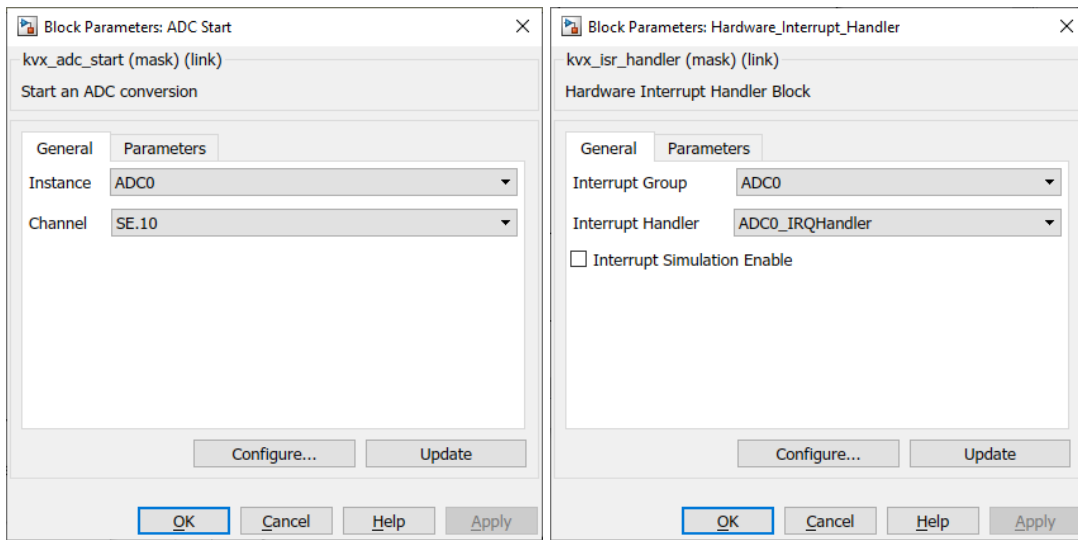 Block Parameters: ADC Start
kvx_adc_start (mask) (link)
Start an ADC conversion
General Parameters
Instance ADC0
Channel SE.10
Configure... Update
OK Cancel Help Apply
Block Parameters: Hardware_Interrupt_Handler
kvx_isr_handler (mask) (link)
Hardware Interrupt Handler Block
General Parameters
Interrupt Group ADC0
Interrupt Handler ADC0_IRQHandler
Interrupt Simulation Enable
Configure... Update
OK Cancel Help Apply